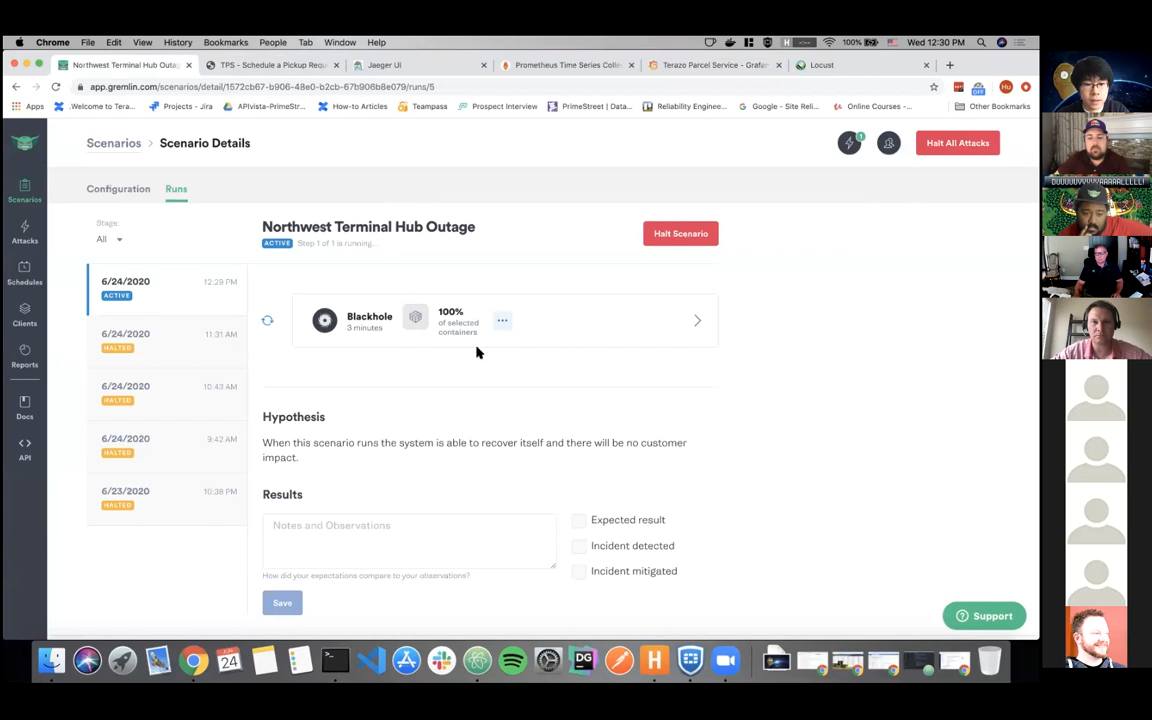 Chrome File Edit View History Bookmarks People Tab Window Help
100% Wed 12:30 PM
Northwest Terminal Hub Outag
TPS - Schedule a Pickup Requ
Jaeger UI
Prometheus Time Series Colle
Terazo Parcel Service - Grafan
Locust
app.gremlin.com/scenarios/detail/1572cb67-b906-48e0-b2cb-67b906b8e079/runs/5
OFF
Hu
Apps
.Welcome to Tera...
Projects - Jira
APIvista-PrimeStr...
How-to Articles
Teampass
Prospect Interview
PrimeStreet | Data...
Reliability Enginee...
Google - Site Reli...
Online Courses -...
Other Bookmarks
Scenarios > Scenario Details
1
Halt All Attacks
Scenarios
Attacks
Schedules
Clients
Reports
Docs
API
Configuration
Runs
Stage:
All
6/24/2020 12:29 PM
ACTIVE
6/24/2020 11:31 AM
HALTED
6/24/2020 10:43 AM
HALTED
6/24/2020 9:42 AM
HALTED
6/23/2020 10:38 PM
HALTED
Northwest Terminal Hub Outage
ACTIVE Step 1 of 1 is running...
Halt Scenario
Blackhole
3 minutes
100%
of selected
containers
Hypothesis
When this scenario runs the system is able to recover itself and there will be no customer
impact.
Results
Notes and Observations
How did your expectations compare to your observations?
Expected result
Incident detected
Incident mitigated
Save
Support
JUN
24
DG
H